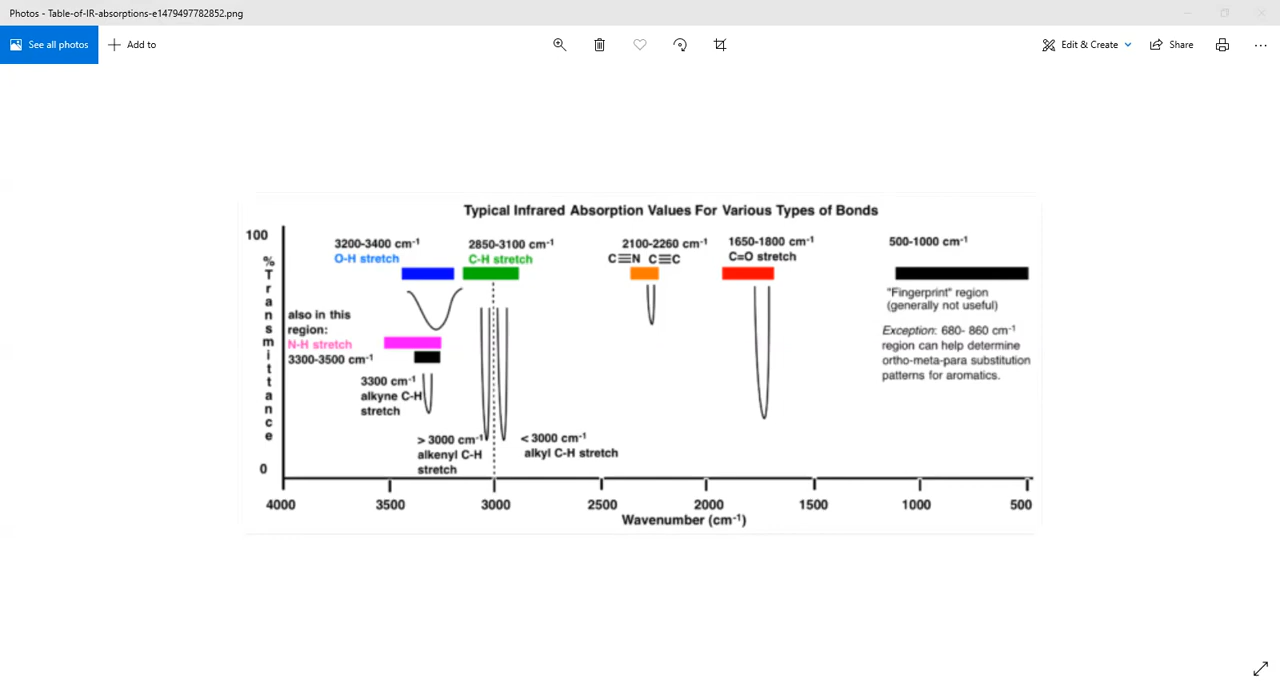 Photos - Table-of-IR-absorptions-e1479497782852.png
See all photos
Add to
Edit & Create
Share
Typical Infrared Absorption Values For Various Types of Bonds
100
% Transmittance
0
3200-3400 cm⁻¹
O-H stretch
2850-3100 cm⁻¹
C-H stretch
2100-2260 cm⁻¹
C≡N C≡C
1650-1800 cm⁻¹
C=O stretch
500-1000 cm⁻¹
"Fingerprint" region
(generally not useful)
Exception: 680- 860 cm⁻¹
region can help determine
ortho-meta-para substitution
patterns for aromatics.
also in this
region:
N-H stretch
3300-3500 cm⁻¹
3300 cm⁻¹
alkyne C-H
stretch
> 3000 cm⁻¹
alkenyl C-H
stretch
< 3000 cm⁻¹
alkyl C-H stretch
4000 3500 3000 2500 2000 1500 1000 500
Wavenumber (cm⁻¹)